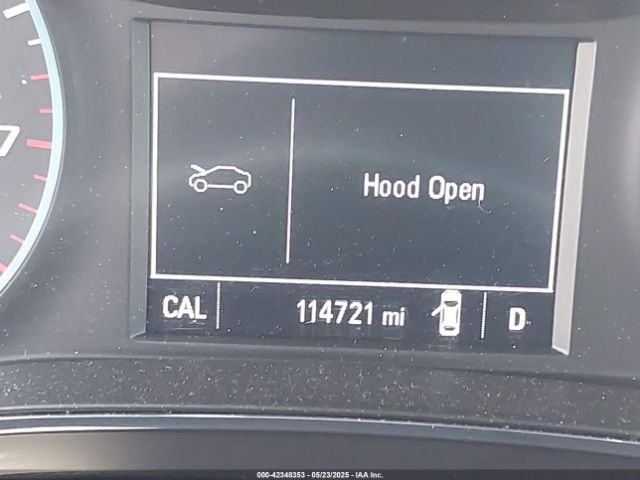 7
Hood Open
CAL 114721 mi D
000-42348353 - 05/23/2025 - IAA Inc.